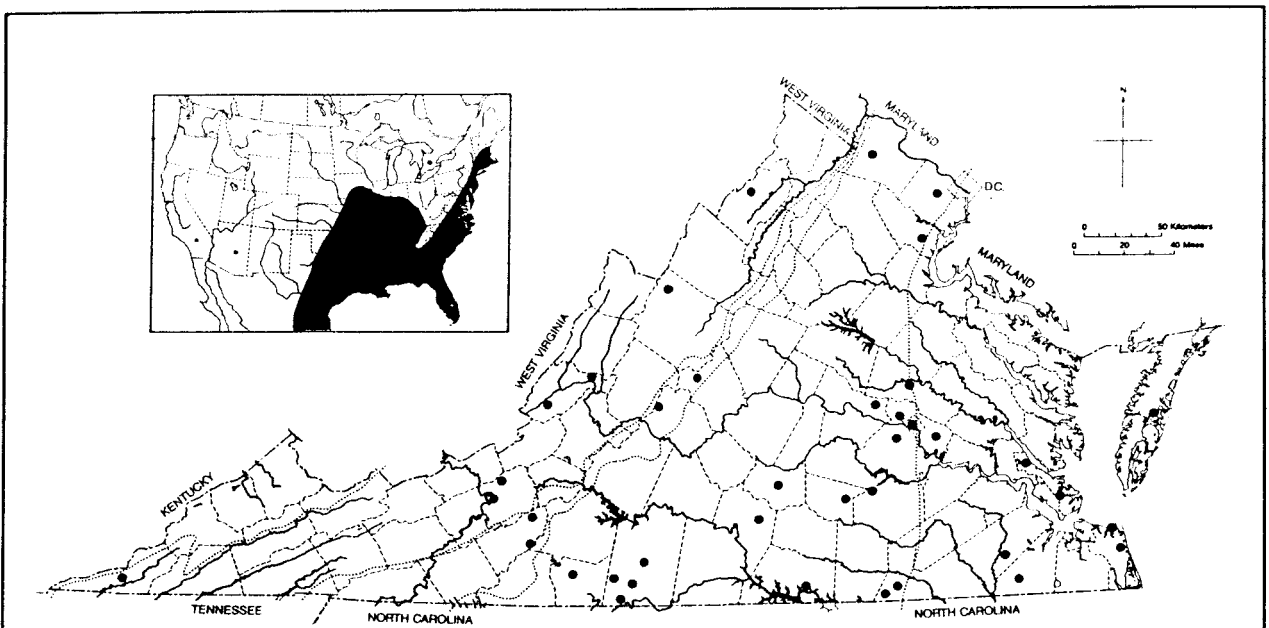 WEST VIRGINIA
MARYLAND
N
D.C.
0 50 Kilometers
0 20 40 Miles
MARYLAND
WEST VIRGINIA
KENTUCKY
TENNESSEE
NORTH CAROLINA
NORTH CAROLINA